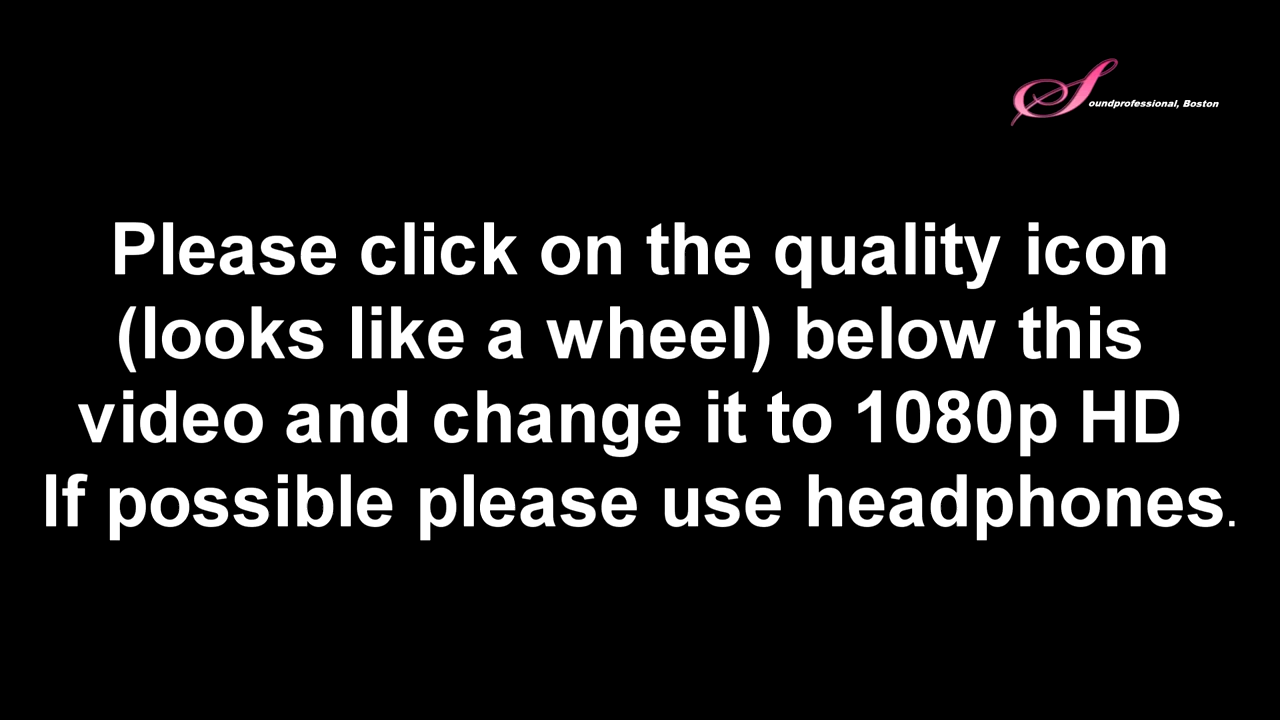 Soundprofessional, Boston
Please click on the quality icon
(looks like a wheel) below this
video and change it to 1080p HD
If possible please use headphones.